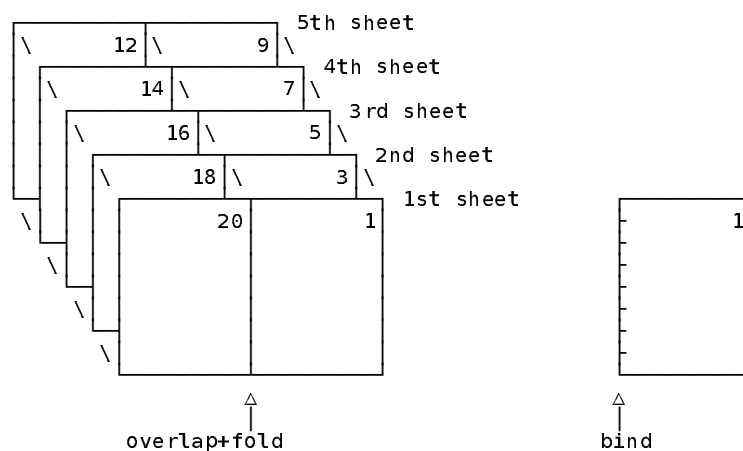 5th sheet
12 9
4th sheet
14 7
3rd sheet
16 5
2nd sheet
18 3
1st sheet
20 1 1
overlap+fold bind